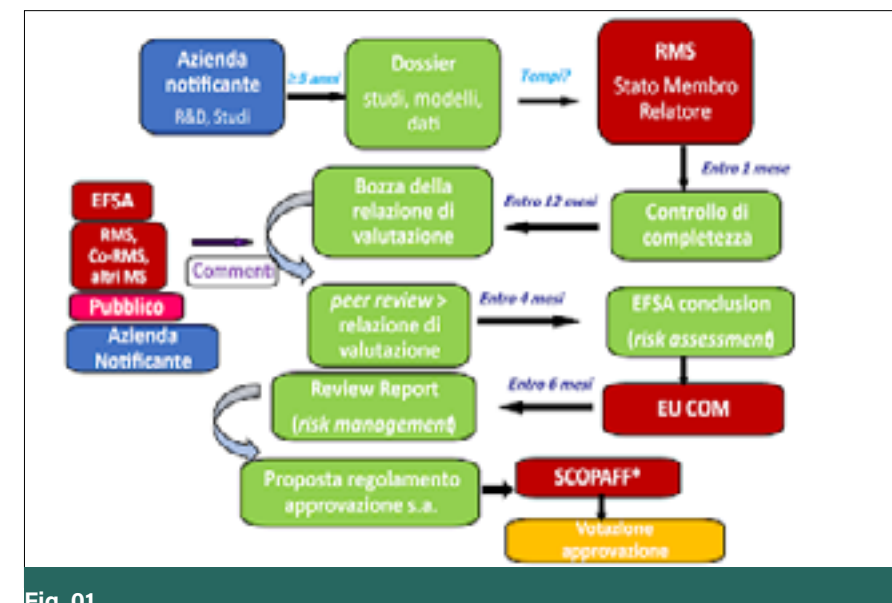 Azienda
notificante
R&D, Studi
≥5 anni
Dossier
studi, modelli,
dati
Tempi?
RMS
Stato Membro
Relatore
Entro 1 mese
Controllo di
completezza
Entro 12 mesi
Bozza della
relazione di
valutazione
EFSA
RMS,
Co-RMS,
altri MS
Pubblico
Azienda
Notificante
Commenti
peer review >
relazione di
valutazione
Entro 4 mesi
EFSA conclusion
(risk assessment)
EU COM
Entro 6 mesi
Review Report
(risk management)
Proposta regolamento
approvazione s.a.
SCOPAFF*
Votazione
approvazione
Fig. 01